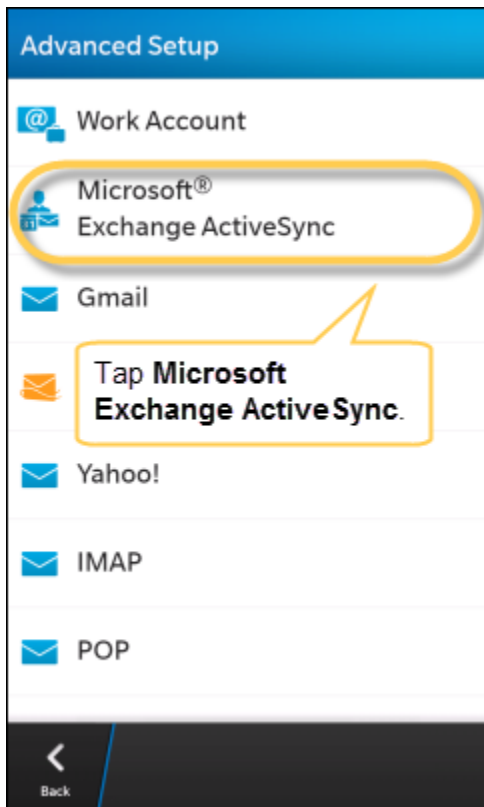 Advanced Setup
Work Account
Microsoft®
Exchange ActiveSync
Gmail
Tap Microsoft
Exchange ActiveSync.
Yahoo!
IMAP
POP
Back